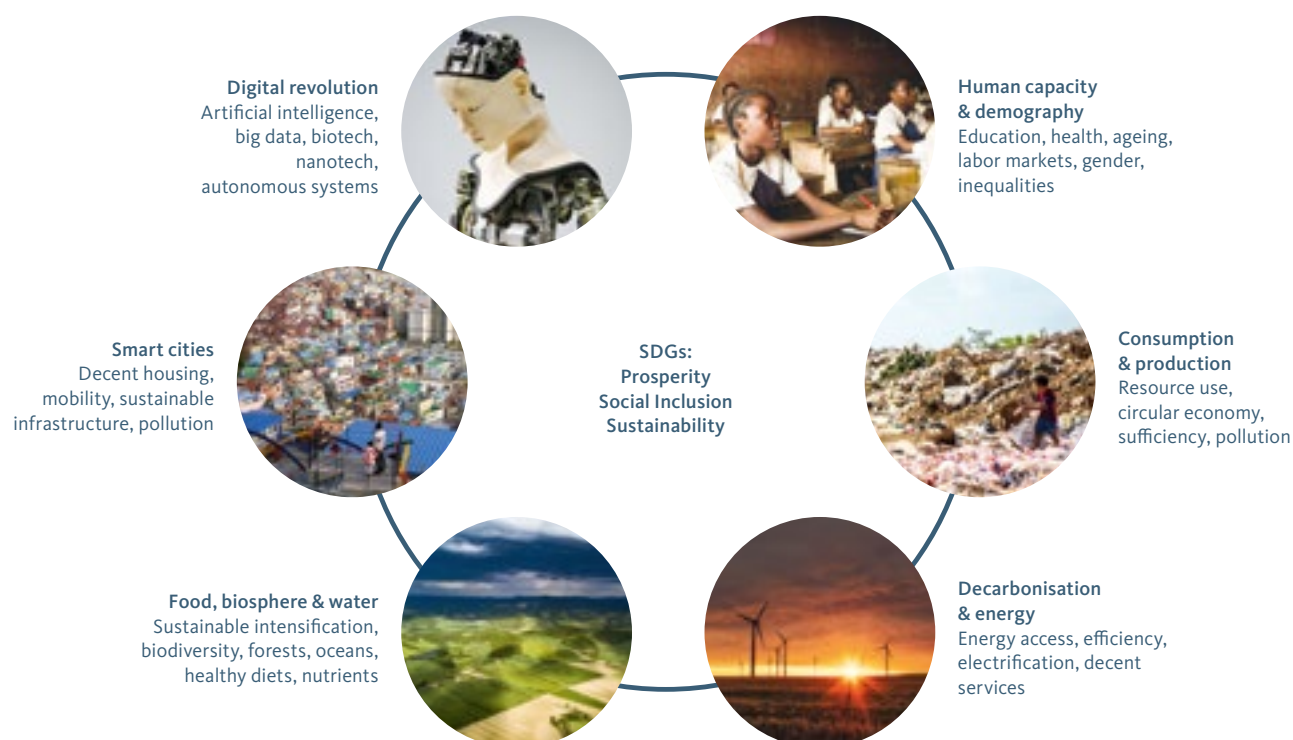 Digital revolution
Artificial intelligence,
big data, biotech,
nanotech,
autonomous systems
Human capacity
& demography
Education, health, ageing,
labor markets, gender,
inequalities
Smart cities
Decent housing,
mobility, sustainable
infrastructure, pollution
SDGs:
Prosperity
Social Inclusion
Sustainability
Consumption
& production
Resource use,
circular economy,
sufficiency, pollution
Food, biosphere & water
Sustainable intensification,
biodiversity, forests, oceans,
healthy diets, nutrients
Decarbonisation
& energy
Energy access, efficiency,
electrification, decent
services